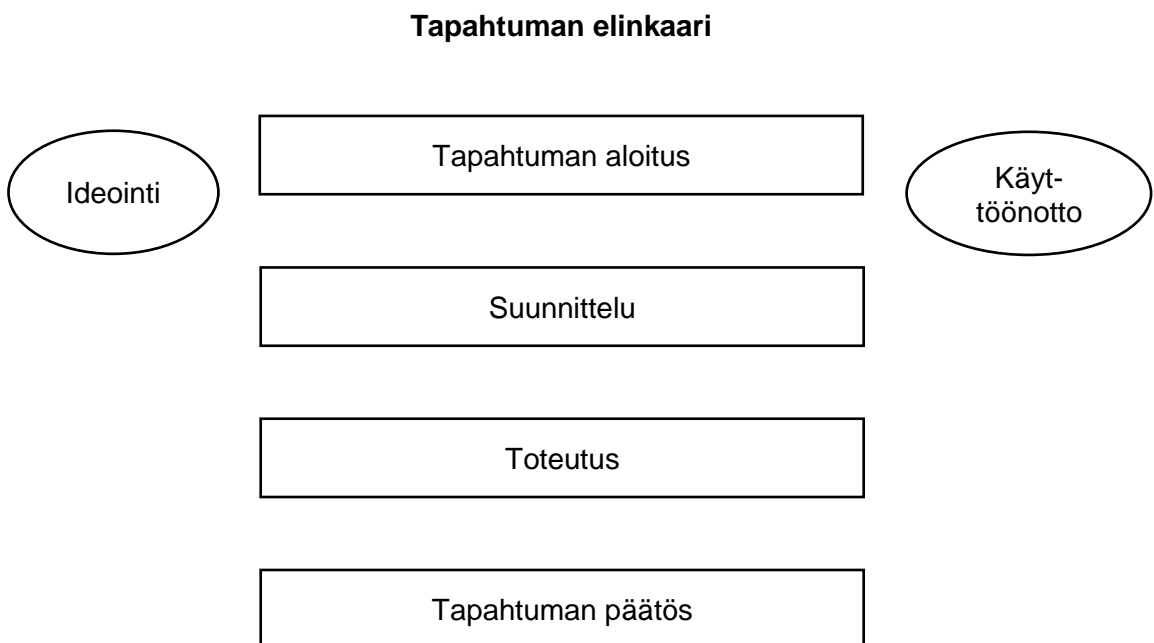 Tapahtuman elinkaari
Ideointi
Tapahtuman aloitus
Käyt-
töönotto
Suunnittelu
Toteutus
Tapahtuman päätös